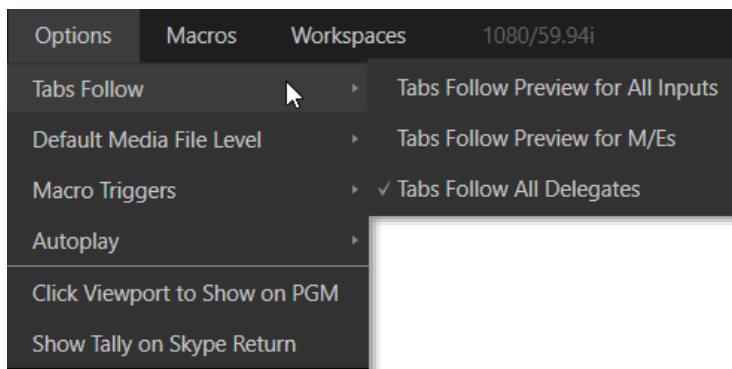 Options Macros Workspaces 1080/59.94i
Tabs Follow
Default Media File Level
Macro Triggers
Autoplay
Click Viewport to Show on PGM
Show Tally on Skype Return
Tabs Follow Preview for All Inputs
Tabs Follow Preview for M/Es
✓ Tabs Follow All Delegates